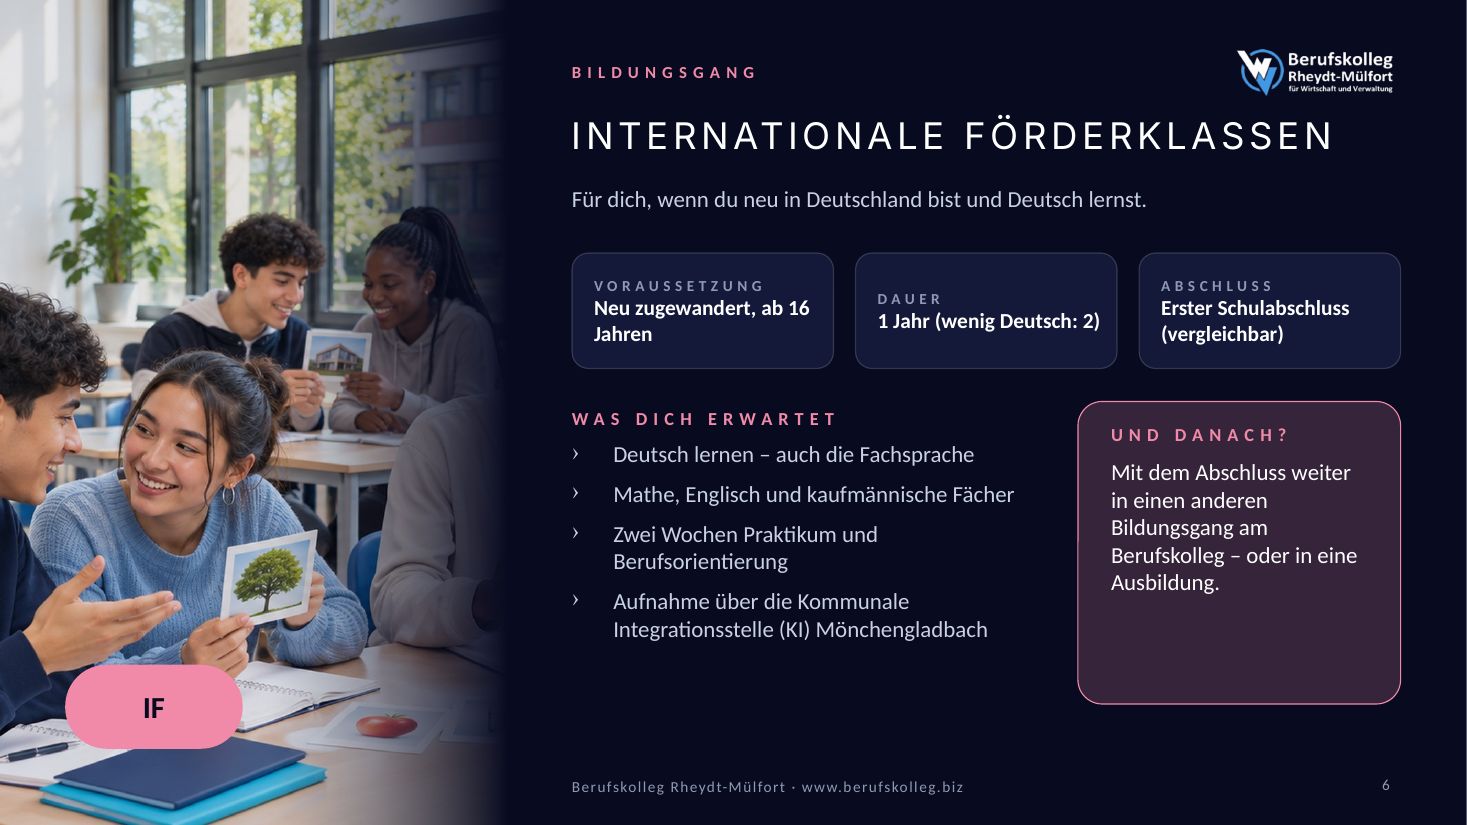 BILDUNGSGANG
Berufskolleg
Rheydt-Mülfort
für Wirtschaft und Verwaltung
INTERNATIONALE FÖRDERKLASSEN
Für dich, wenn du neu in Deutschland bist und Deutsch lernst.
VORAUSSETZUNG
Neu zugewandert, ab 16
Jahren
DAUER
1 Jahr (wenig Deutsch: 2)
ABSCHLUSS
Erster Schulabschluss
(vergleichbar)
WAS DICH ERWARTET
› Deutsch lernen – auch die Fachsprache
› Mathe, Englisch und kaufmännische Fächer
› Zwei Wochen Praktikum und
Berufsorientierung
› Aufnahme über die Kommunale
Integrationsstelle (KI) Mönchengladbach
UND DANACH?
Mit dem Abschluss weiter
in einen anderen
Bildungsgang am
Berufskolleg – oder in eine
Ausbildung.
IF
Berufskolleg Rheydt-Mülfort · www.berufskolleg.biz
6